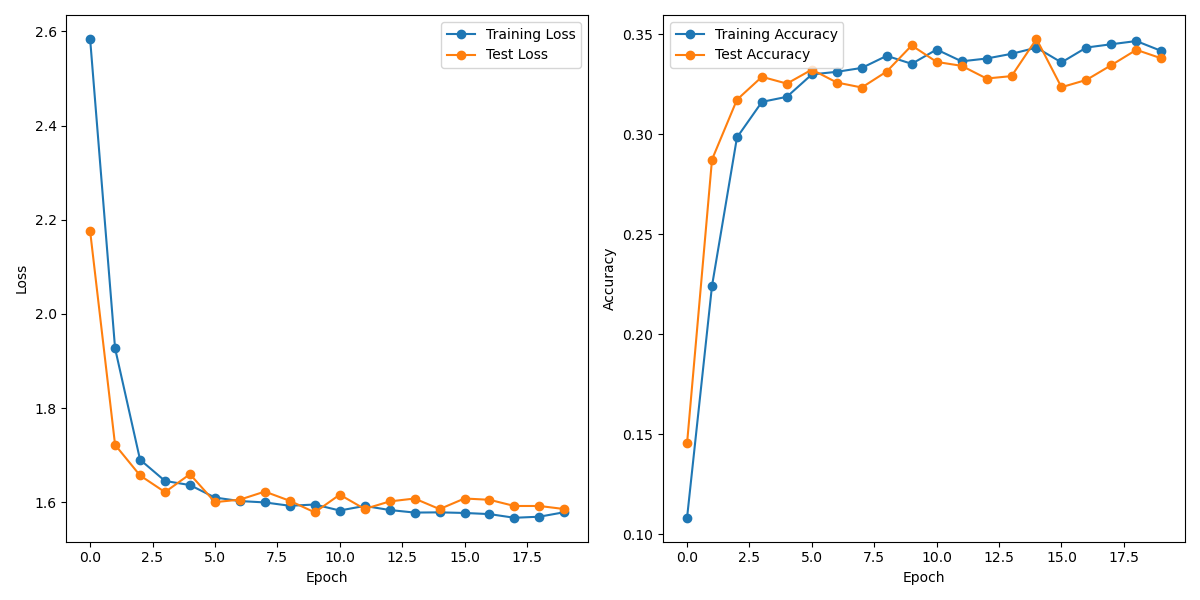 Training Loss
Test Loss
2.6
2.4
2.2
2.0
1.8
1.6
Loss
0.0 2.5 5.0 7.5 10.0 12.5 15.0 17.5
Epoch
Training Accuracy
Test Accuracy
0.35
0.30
0.25
0.20
0.15
0.10
Accuracy
0.0 2.5 5.0 7.5 10.0 12.5 15.0 17.5
Epoch